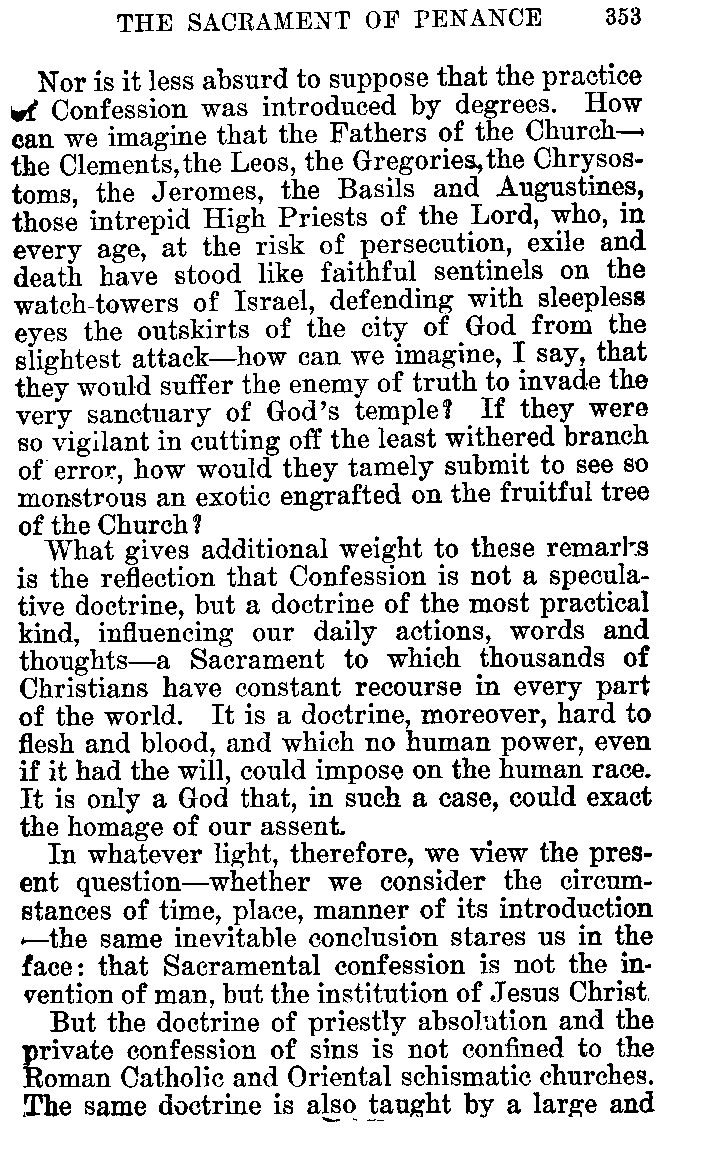 THE SACRAMENT OF PENANCE 353
Nor is it less absurd to suppose that the practice
of Confession was introduced by degrees. How
can we imagine that the Fathers of the Church—
the Clements, the Leos, the Gregories, the Chrysos-
toms, the Jeromes, the Basils and Augustines,
those intrepid High Priests of the Lord, who, in
every age, at the risk of persecution, exile and
death have stood like faithful sentinels on the
watch-towers of Israel, defending with sleepless
eyes the outskirts of the city of God from the
slightest attack—how can we imagine, I say, that
they would suffer the enemy of truth to invade the
very sanctuary of God's temple? If they were
so vigilant in cutting off the least withered branch
of error, how would they tamely submit to see so
monstrous an exotic engrafted on the fruitful tree
of the Church?
What gives additional weight to these remarks
is the reflection that Confession is not a specula-
tive doctrine, but a doctrine of the most practical
kind, influencing our daily actions, words and
thoughts—a Sacrament to which thousands of
Christians have constant recourse in every part
of the world. It is a doctrine, moreover, hard to
flesh and blood, and which no human power, even
if it had the will, could impose on the human race.
It is only a God that, in such a case, could exact
the homage of our assent.
In whatever light, therefore, we view the pres-
ent question—whether we consider the circum-
stances of time, place, manner of its introduction
—the same inevitable conclusion stares us in the
face: that Sacramental confession is not the in-
vention of man, but the institution of Jesus Christ.
But the doctrine of priestly absolution and the
private confession of sins is not confined to the
Roman Catholic and Oriental schismatic churches.
The same doctrine is also taught by a large and